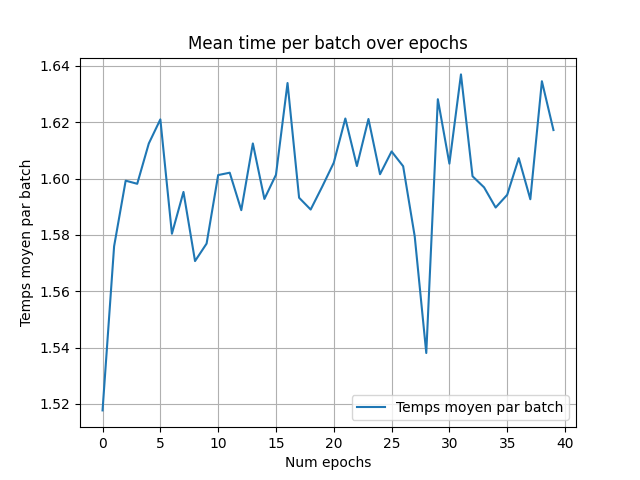 Mean time per batch over epochs
Temps moyen par batch
1.64
1.62
1.60
1.58
1.56
1.54
1.52
Temps moyen par batch
0 5 10 15 20 25 30 35 40
Num epochs